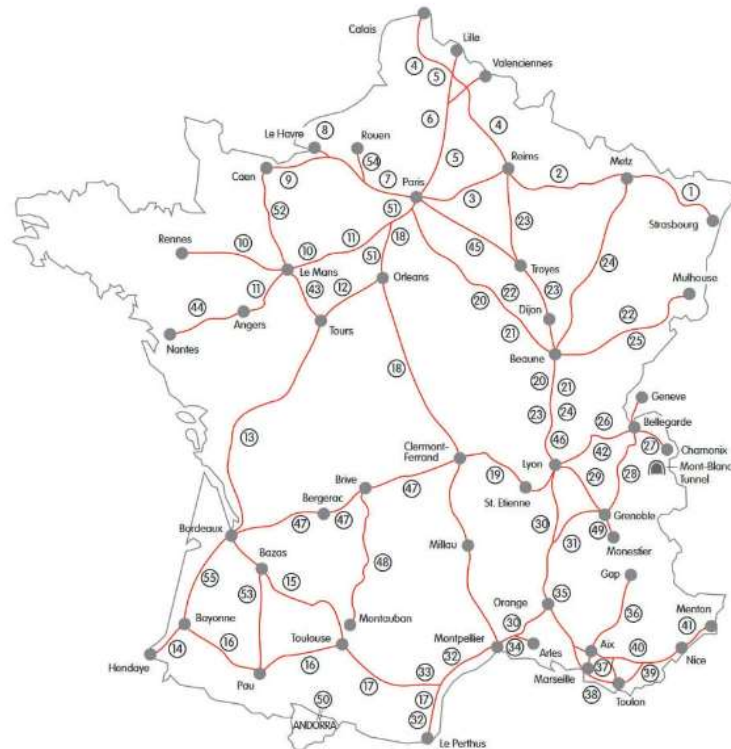 Calais
Lille
4
5
Valenciennes
6
Le Havre
8
Rouen
4
54
5
Reims
Metz
Caen
9
7
Paris
2
1
3
52
51
23
Strasbourg
Rennes
11
18
45
10
10
51
24
Le Mans
Orleans
Troyes
Mulhouse
11
43
12
22
23
44
20
Angers
Dijon
22
Nantes
Tours
21
25
Beaune
18
20
21
Geneve
23
24
26
Bellegarde
13
Clermont-
Ferrand
46
42
27
Chamonix
19
Lyon
29
28
Mont-Blanc
Tunnel
Brive
47
Bergerac
St. Etienne
47
47
30
49
Grenoble
Bordeaux
31
Monestier
Bazas
Millau
48
Gap
55
53
15
Orange
35
36
Menton
Montauban
30
41
Bayonne
Toulouse
Montpellier
Aix
40
16
34
Arles
14
16
32
37
Nice
Hendaye
33
Marseille
39
Pau
17
17
38
Toulon
50
32
ANDORRA
Le Perthus